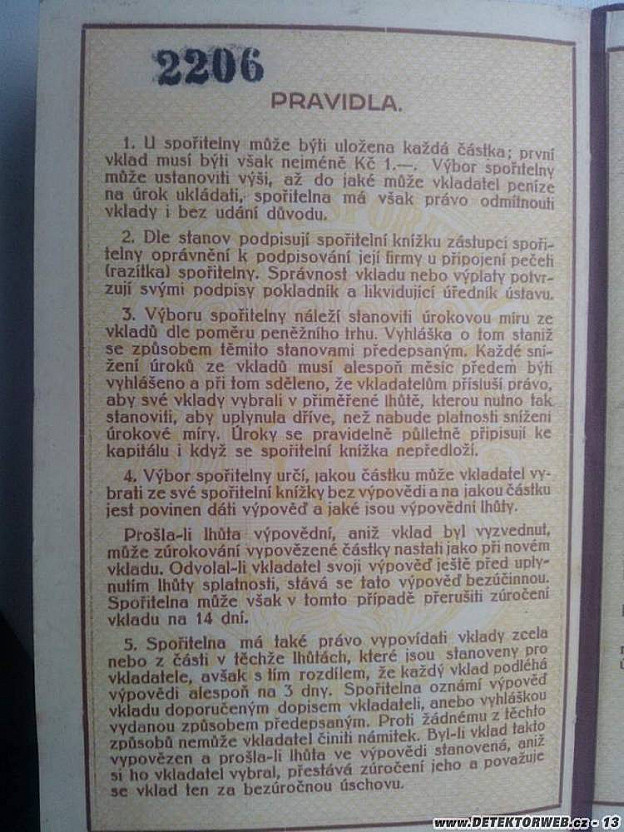 2206
PRAVIDLA.
1. U spořitelny může býti uložena každá částka; první
vklad musí býti však nejméně Kč 1.—. Výbor spořitelny
může ustanoviti výši, až do jaké může vkladatel peníze
na úrok ukládati, spořitelna má však právo odmítnouti
vklady i bez udání důvodu.
2. Dle stanov podpisují spořitelní knížku zástupci spoři-
telny oprávnění k podpisování její firmy u připojení pečeti
(razítka) spořitelny. Správnost vkladu nebo výplaty potvr-
zují svými podpisy pokladník a likvidující úředník ústavu.
3. Výboru spořitelny náleží stanoviti úrokovou míru ze
vkladů dle poměru peněžního trhu. Vyhláška o tom staniž
se způsobem těmito stanovami předepsaným. Každé sní-
žení úroků ze vkladů musí alespoň měsíc předem býti
vyhlášeno a při tom sděleno, že vkladatelům přísluší právo,
aby své vklady vybrali v přiměřené lhůtě, kterou nutno tak
stanoviti, aby uplynula dříve, než nabude platnosti snížení
úrokové míry. Úroky se pravidelně půlletně připisují ke
kapitálu i když se spořitelní knížka nepředloží.
4. Výbor spořitelny určí, jakou částku může vkladatel vy-
brati ze své spořitelní knížky bez výpovědi a na jakou částku
jest povinen dáti výpověď a jaké jsou výpovědní lhůty.
Prošla-li lhůta výpovědní, aniž vklad byl vyzvednut,
může zúrokování vypovězené částky nastati jako při novém
vkladu. Odvolal-li vkladatel svoji výpověď ještě před uply-
nutím lhůty splatnosti, stává se tato výpověď bezúčinnou.
Spořitelna může však v tomto případě přerušiti zúročení
vkladu na 14 dní.
5. Spořitelna má také právo vypovídati vklady zcela
nebo z části v těchže lhůtách, které jsou stanoveny pro
vkladatele, avšak s tím rozdílem, že každý vklad podléhá
výpovědi alespoň na 3 dny. Spořitelna oznámí výpověď
vkladu doporučeným dopisem vkladateli, anebo vyhláškou
vydanou způsobem předepsaným. Proti žádnému z těchto
způsobů nemůže vkladatel činiti námitek. Byl-li vklad takto
vypovězen a prošla-li lhůta ve výpovědi stanovená, aniž
si ho vkladatel vybral, přestává zúročení jeho a považuje
se vklad ten za bezúročnou úschovu.
www.DETEKTORWEB.cz - 13